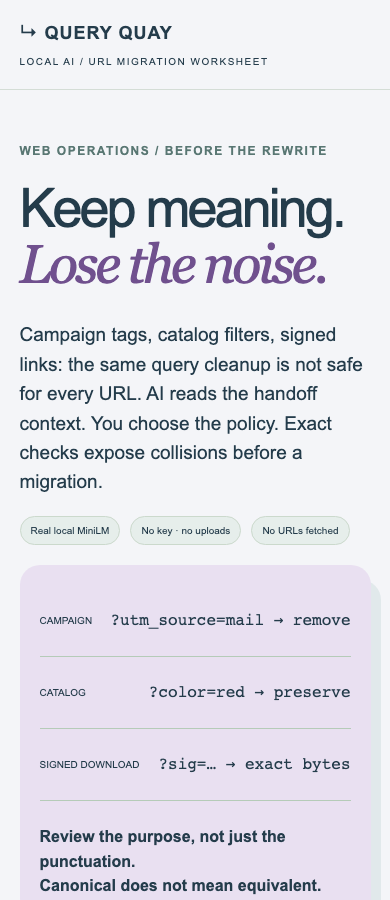 ↳ QUERY QUAY
LOCAL AI / URL MIGRATION WORKSHEET
WEB OPERATIONS / BEFORE THE REWRITE
Keep meaning.
Lose the noise.
Campaign tags, catalog filters, signed
links: the same query cleanup is not safe
for every URL. AI reads the handoff
context. You choose the policy. Exact
checks expose collisions before a
migration.
Real local MiniLM No key · no uploads No URLs fetched
CAMPAIGN ?utm_source=mail → remove
CATALOG ?color=red → preserve
SIGNED DOWNLOAD ?sig=… → exact bytes
Review the purpose, not just the
punctuation.
Canonical does not mean equivalent.